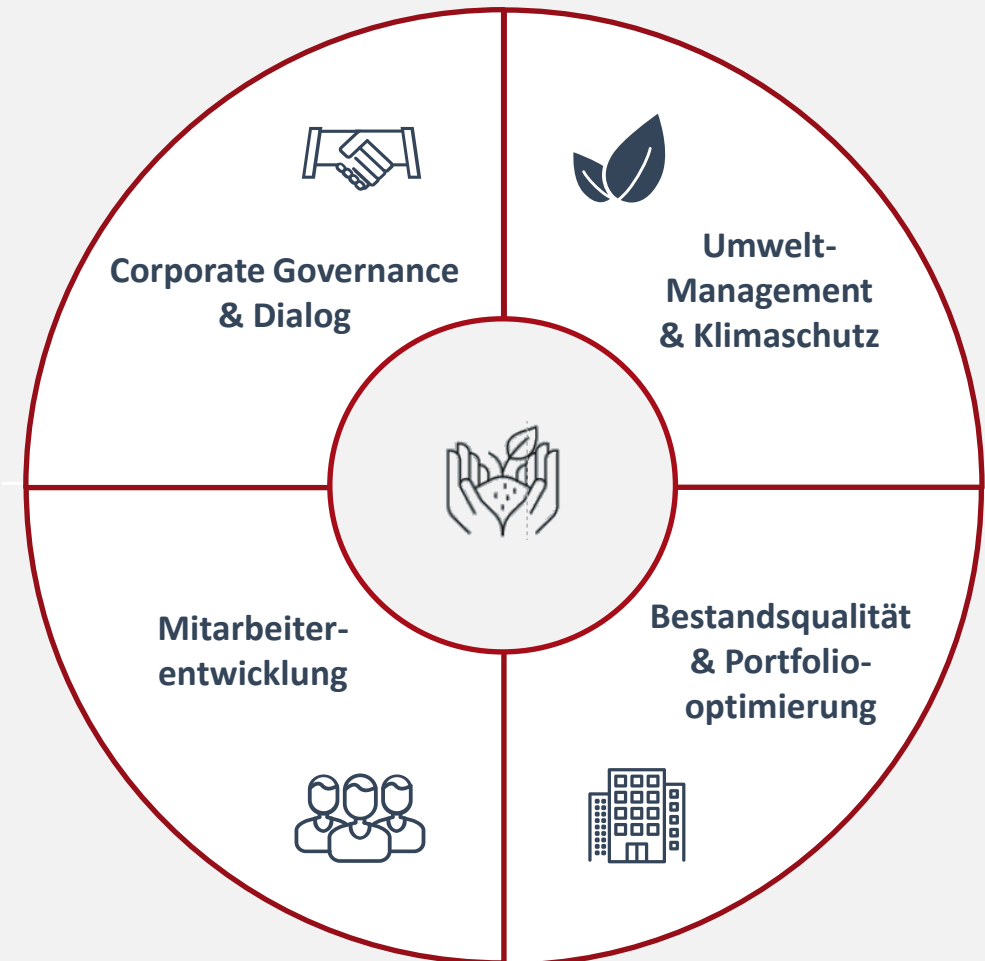 Corporate Governance
& Dialog
Umwelt-
Management
& Klimaschutz
Mitarbeiter-
entwicklung
Bestandsqualität
& Portfolio-
optimierung